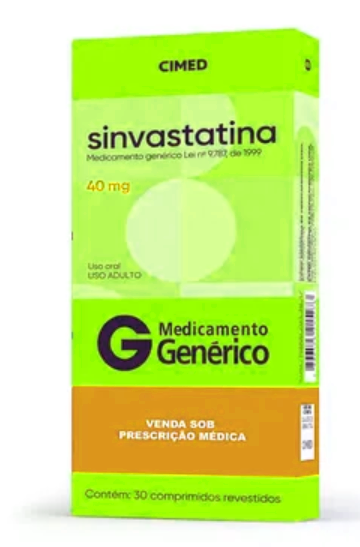 CIMED
sinvastatina
Medicamento genérico Lei nº 9.787, de 1999
40 mg
Uso oral
USO ADULTO
G Medicamento
Genérico
VENDA SOB
PRESCRIÇÃO MÉDICA
Contém: 30 comprimidos revestidos